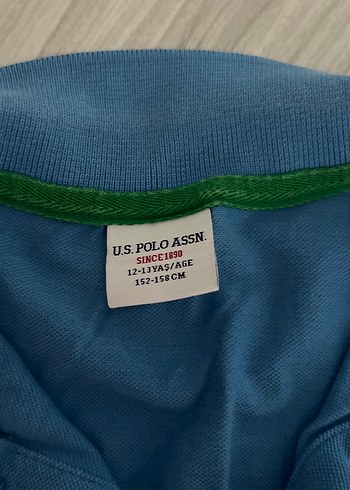 U.S. POLO ASSN.
SINCE 1890
12-13 YAŞ/AGE
152-158 CM